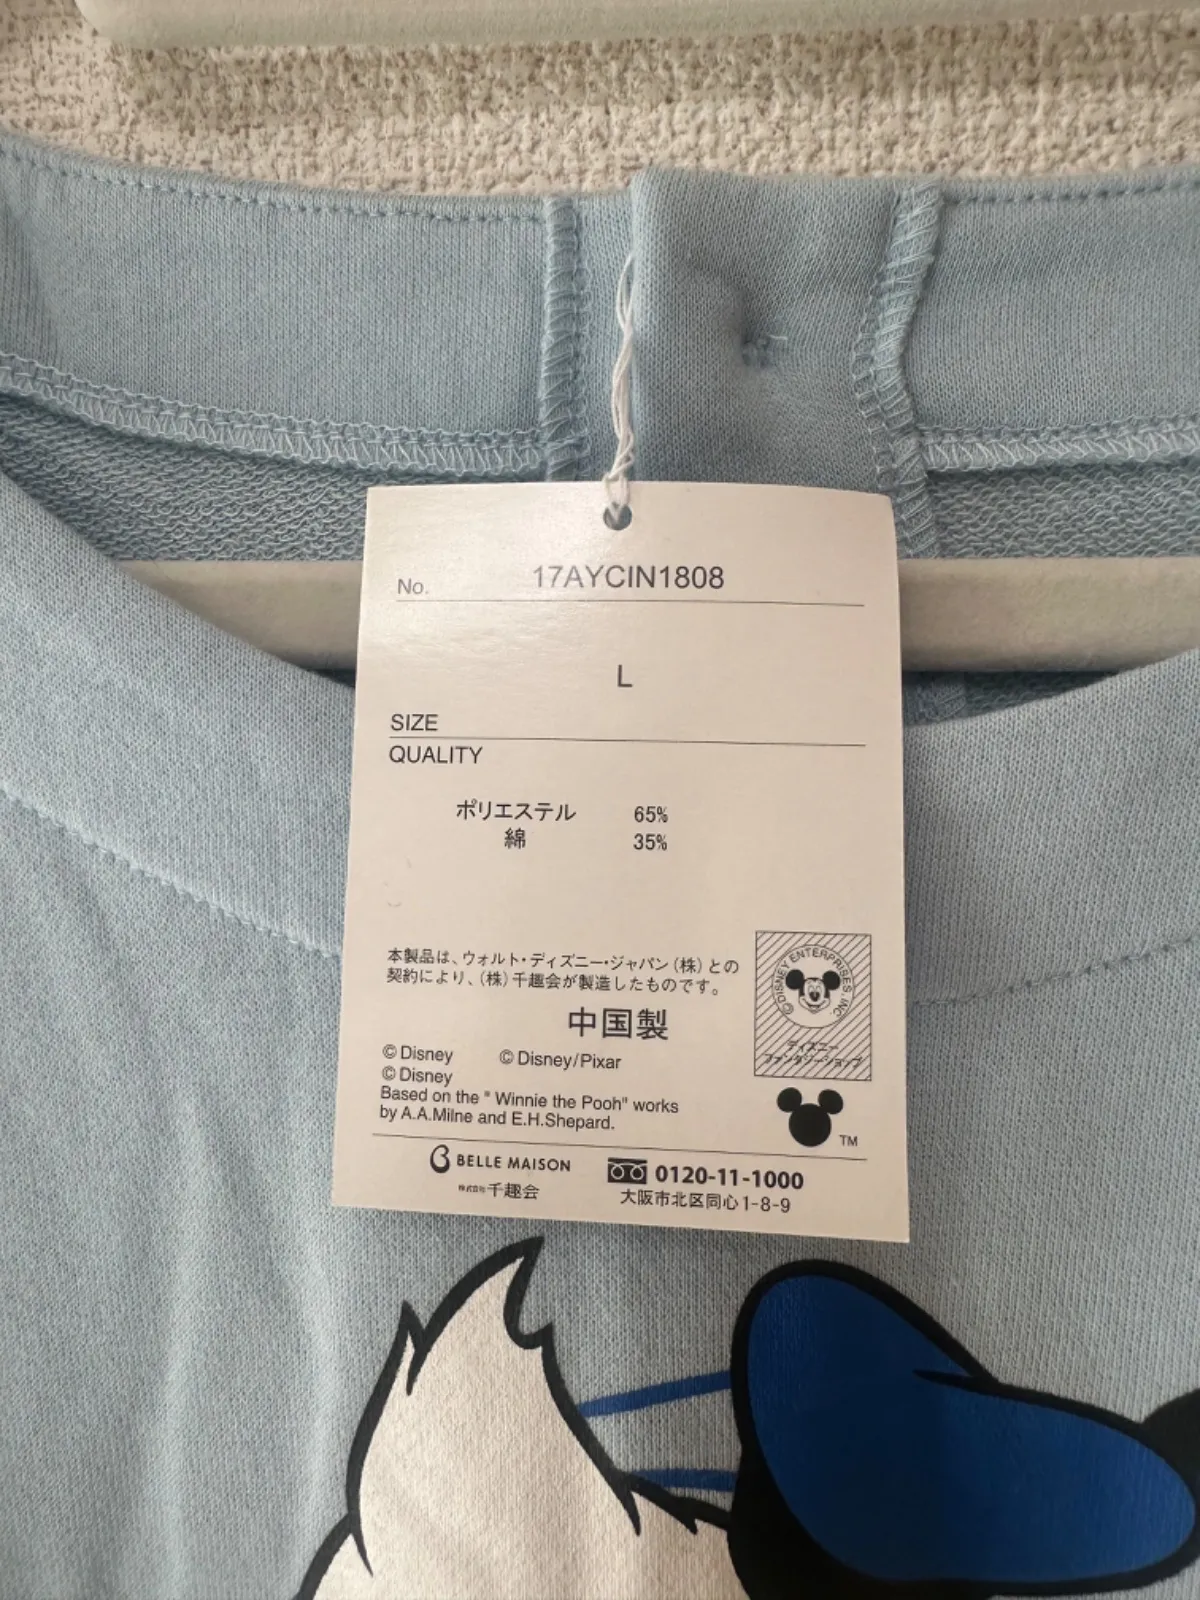 No. 17AYCIN1808
L
SIZE
QUALITY
ポリエステル 65%
綿 35%
本製品は、ウォルト・ディズニー・ジャパン(株)との
契約により、(株)千趣会が製造したものです。
中国製
© Disney © Disney/Pixar
© Disney
Based on the " Winnie the Pooh" works
by A.A.Milne and E.H.Shepard.
© DISNEY ENTERPRISES, INC.
ディズニー
ファンタジーショップ
TM
BELLE MAISON
株式会社千趣会
0120-11-1000
大阪市北区同心1-8-9